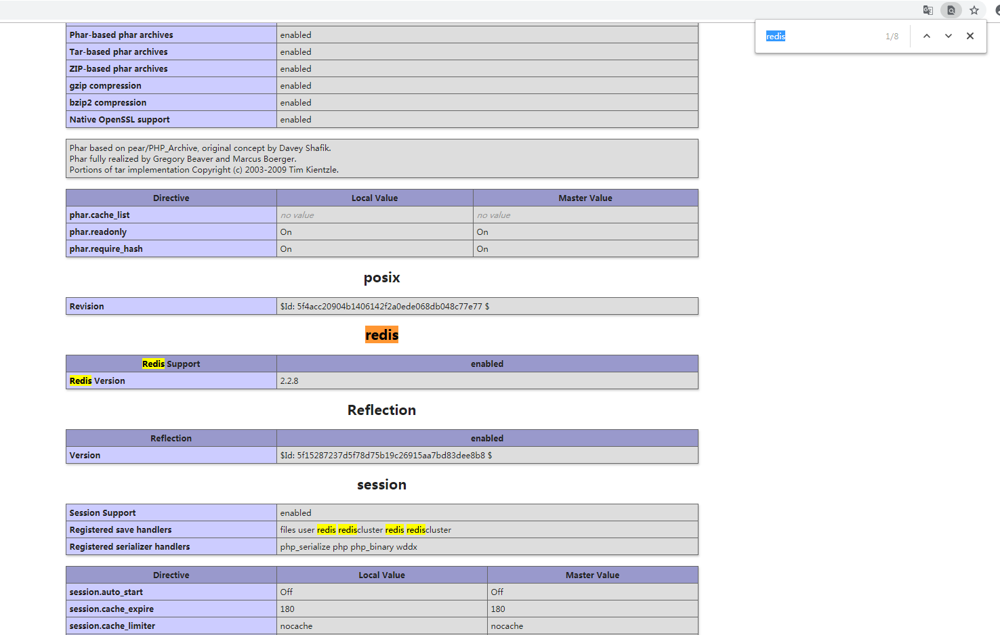 redis 1/8
Phar-based phar archives enabled
Tar-based phar archives enabled
ZIP-based phar archives enabled
gzip compression enabled
bzip2 compression enabled
Native OpenSSL support enabled
Phar based on pear/PHP_Archive, original concept by Davey Shafik.
Phar fully realized by Gregory Beaver and Marcus Boerger.
Portions of tar implementation Copyright (c) 2003-2009 Tim Kientzle.
Directive Local Value Master Value
phar.cache_list no value no value
phar.readonly On On
phar.require_hash On On
posix
Revision $Id: 5f4acc20904b1406142f2a0ede068db048c77e77 $
redis
Redis Support enabled
Redis Version 2.2.8
Reflection
Reflection enabled
Version $Id: 5f15287237d5f78d75b19c26915aa7bd83dee8b8 $
session
Session Support enabled
Registered save handlers files user redis rediscluster redis rediscluster
Registered serializer handlers php_serialize php php_binary wddx
Directive Local Value Master Value
session.auto_start Off Off
session.cache_expire 180 180
session.cache_limiter nocache nocache